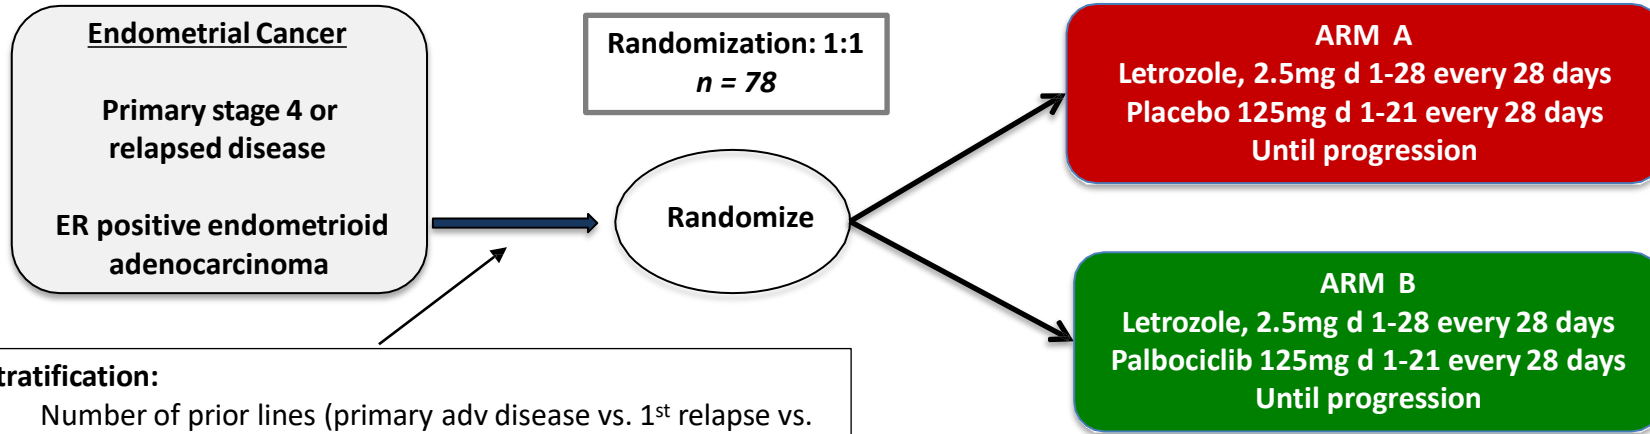 Endometrial Cancer
Primary stage 4 or
relapsed disease
ER positive endometrioid
adenocarcinoma
Randomization: 1:1
n = 78
Randomize
ARM A
Letrozole, 2.5mg d 1-28 every 28 days
Placebo 125mg d 1-21 every 28 days
Until progression
ARM B
Letrozole, 2.5mg d 1-28 every 28 days
Palbociclib 125mg d 1-21 every 28 days
Until progression
tratification:
Number of prior lines (primary adv disease vs. 1st relapse vs.